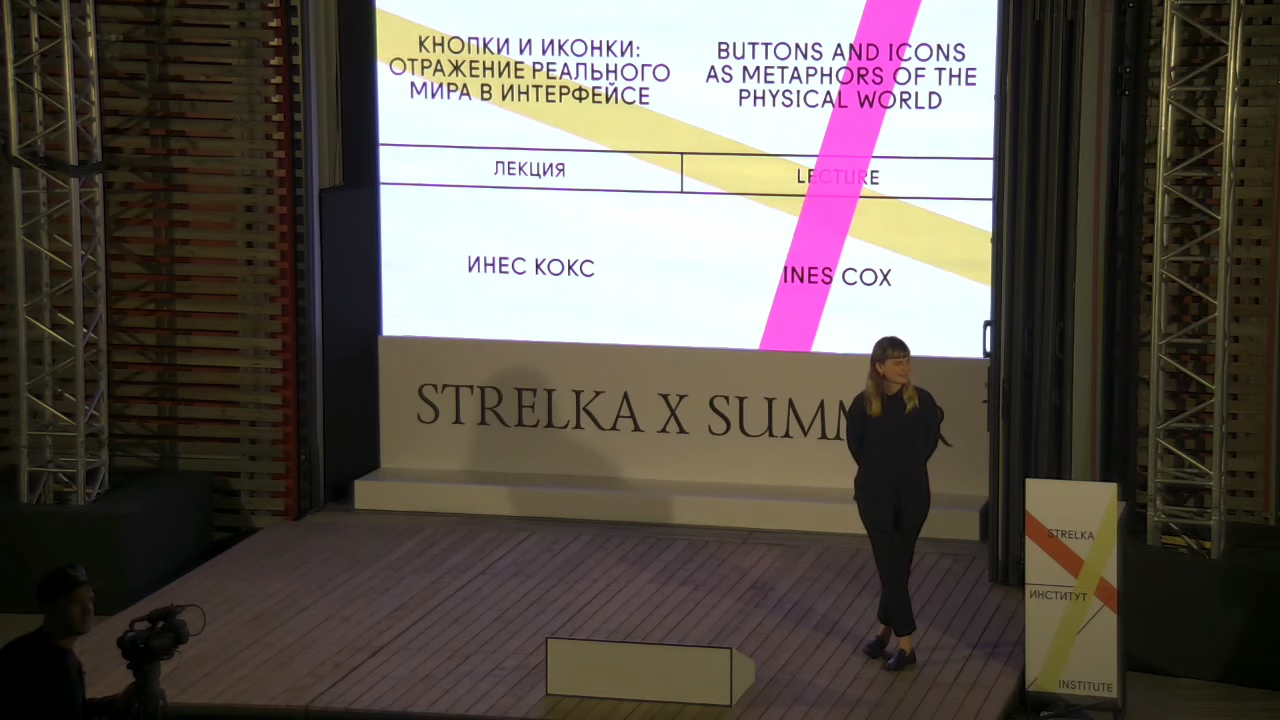 КНОПКИ И ИКОНКИ:
ОТРАЖЕНИЕ РЕАЛЬНОГО
МИРА В ИНТЕРФЕЙСЕ
BUTTONS AND ICONS
AS METAPHORS OF THE
PHYSICAL WORLD
ЛЕКЦИЯ
LECTURE
ИНЕС КОКС
INES COX
STRELKA X SUMMER
STRELKA
ИНСТИТУТ
INSTITUTE